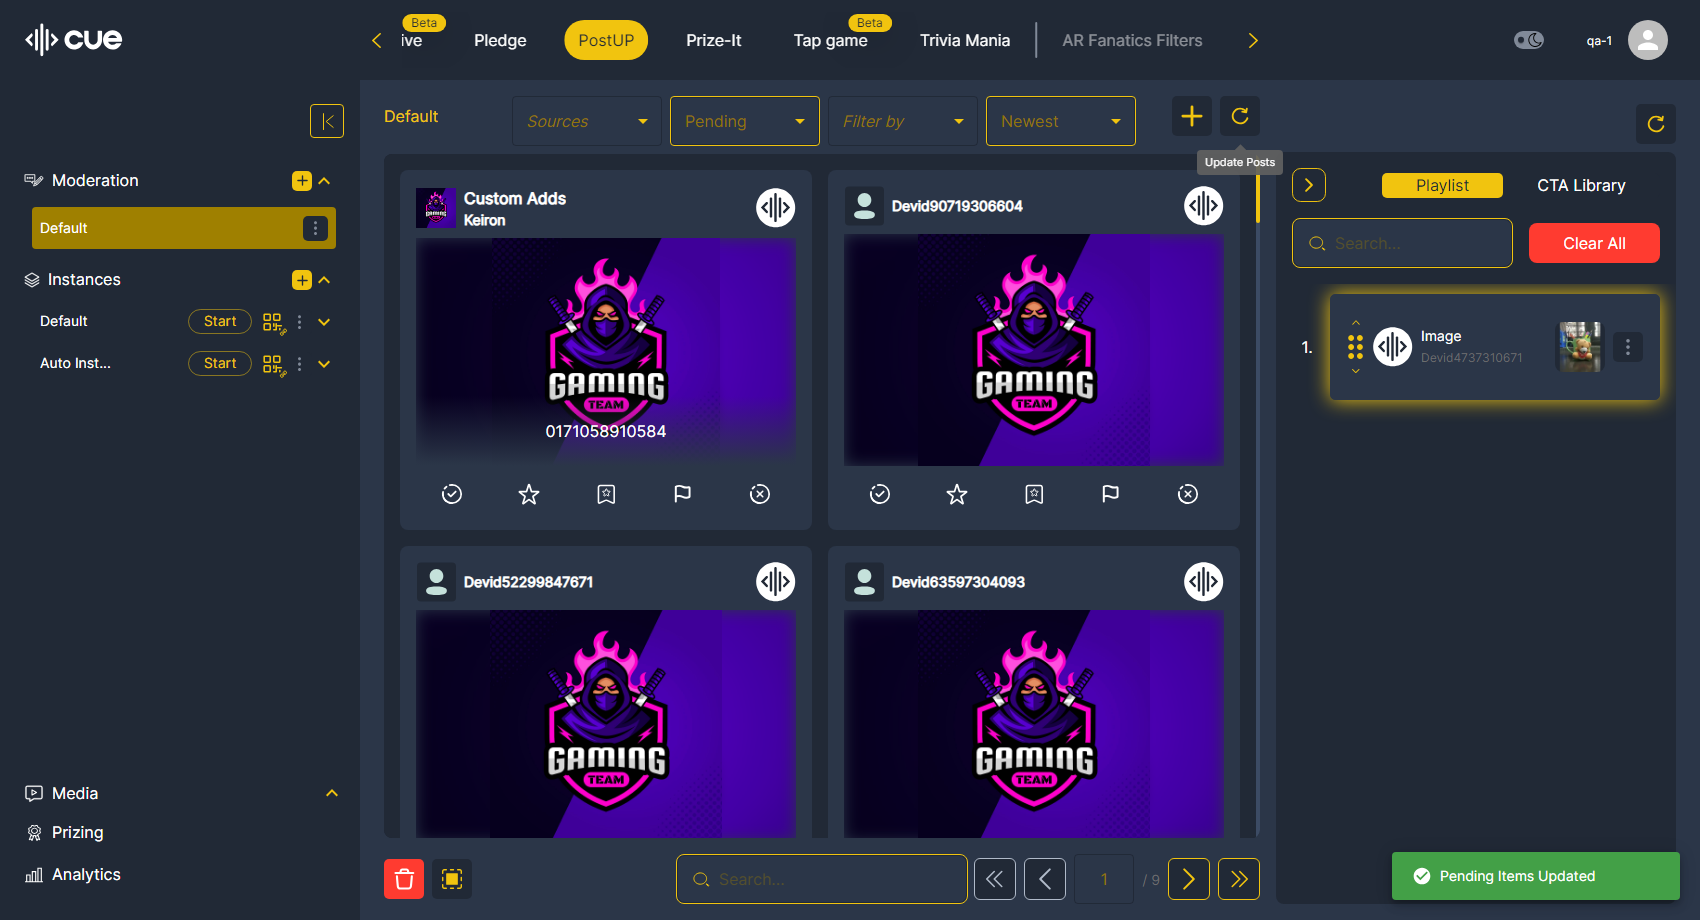 cue
Beta
ive
Pledge
PostUP
Prize-It
Beta
Tap game
Trivia Mania
AR Fanatics Filters
qa-1
Moderation
Default
Instances
Default
Start
Auto Inst...
Start
Media
Prizing
Analytics
Default
Sources
Pending
Filter by
Newest
Update Posts
Custom Adds
Keiron
GAMING
TEAM
0171058910584
Devid90719306604
GAMING
TEAM
Devid52299847671
GAMING
TEAM
Devid63597304093
GAMING
TEAM
Search...
1
/ 9
Playlist
CTA Library
Search...
Clear All
1.
Image
Devid4737310671
Pending Items Updated